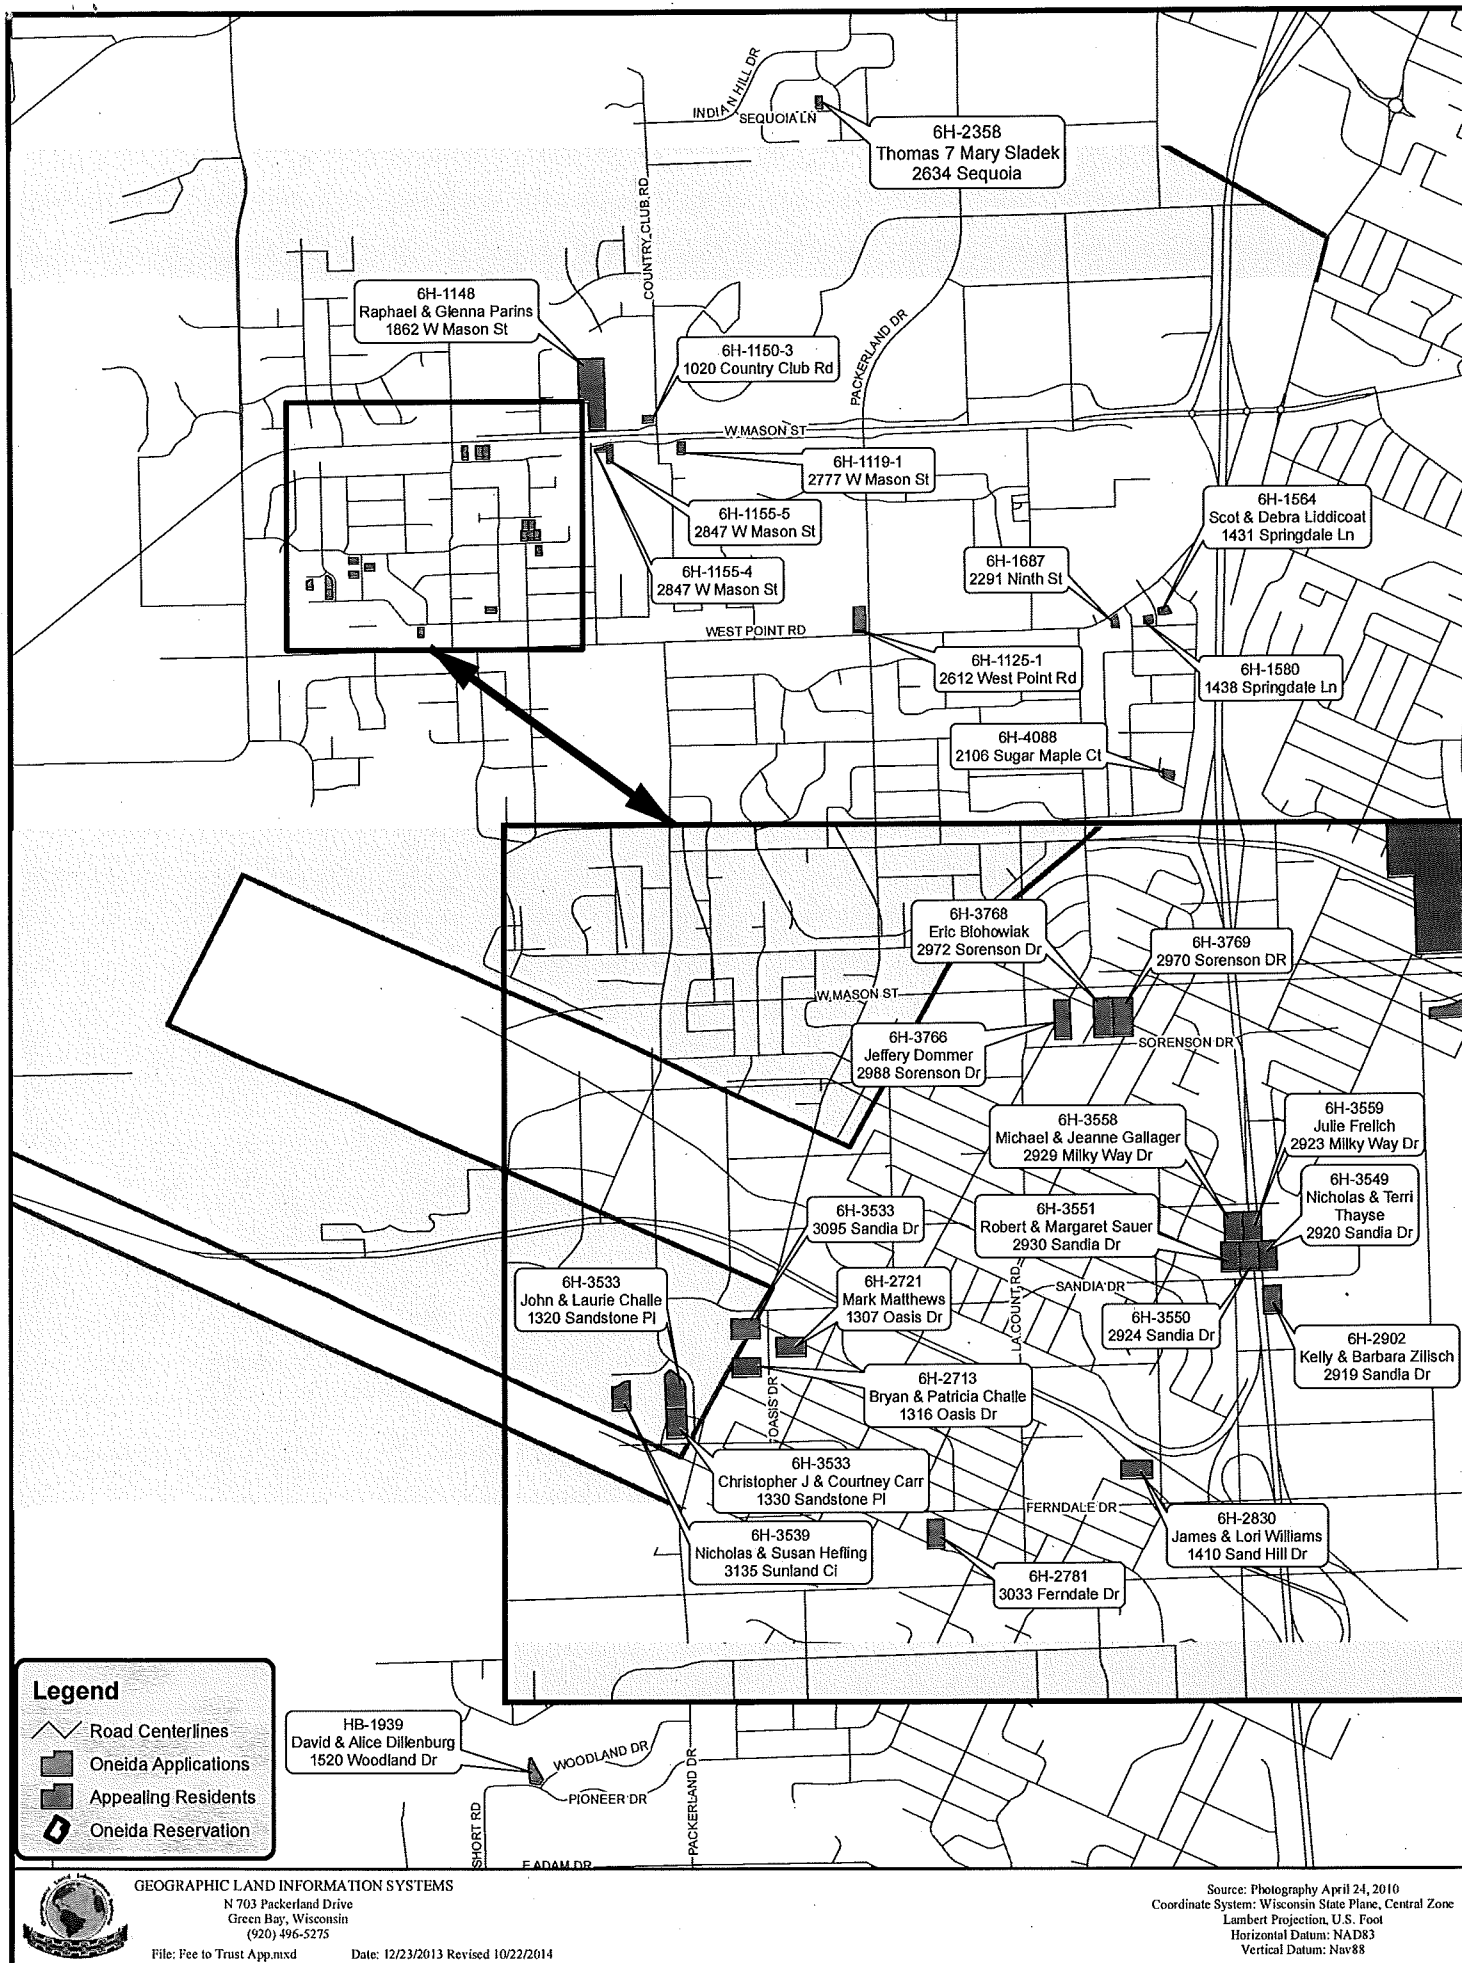 INDIAN HILL DR
SEQUOIA LN
6H-2358
Thomas 7 Mary Sladek
2634 Sequoia
COUNTRY CLUB RD
6H-1148
Raphael & Glenna Parins
1862 W Mason St
6H-1150-3
1020 Country Club Rd
PACKERLAND DR
W MASON ST
6H-1119-1
2777 W Mason St
6H-1155-5
2847 W Mason St
6H-1564
Scot & Debra Liddicoat
1431 Springdale Ln
6H-1687
2291 Ninth St
6H-1155-4
2847 W Mason St
WEST POINT RD
6H-1125-1
2612 West Point Rd
6H-1580
1438 Springdale Ln
6H-4088
2106 Sugar Maple Ct
6H-3768
Eric Blohowiak
2972 Sorenson Dr
6H-3769
2970 Sorenson DR
W MASON ST
6H-3766
Jeffery Dommer
2988 Sorenson Dr
SORENSON DR
6H-3558
Michael & Jeanne Gallager
2929 Milky Way Dr
6H-3559
Julie Frelich
2923 Milky Way Dr
6H-3549
Nicholas & Terri
Thayse
2920 Sandia Dr
6H-3533
3095 Sandia Dr
6H-3551
Robert & Margaret Sauer
2930 Sandia Dr
6H-3533
John & Laurie Challe
1320 Sandstone Pl
6H-2721
Mark Matthews
1307 Oasis Dr
LA COUNT RD
SANDIA DR
6H-3550
2924 Sandia Dr
6H-2902
Kelly & Barbara Zilisch
2919 Sandia Dr
6H-2713
Bryan & Patricia Challe
1316 Oasis Dr
OASIS DR
6H-3533
Christopher J & Courtney Carr
1330 Sandstone Pl
FERNDALE DR
6H-2830
James & Lori Williams
1410 Sand Hill Dr
6H-3539
Nicholas & Susan Hefling
3135 Sunland Ci
6H-2781
3033 Ferndale Dr
Legend
Road Centerlines
Oneida Applications
Appealing Residents
Oneida Reservation
HB-1939
David & Alice Dillenburg
1520 Woodland Dr
WOODLAND DR
PIONEER DR
SHORT RD
PACKERLAND DR
E ADAM DR
GEOGRAPHIC LAND INFORMATION SYSTEMS
N 703 Packerland Drive
Green Bay, Wisconsin
(920) 496-5275
File: Fee to Trust App.mxd Date: 12/23/2013 Revised 10/22/2014
Source: Photography April 24, 2010
Coordinate System: Wisconsin State Plane, Central Zone
Lambert Projection, U.S. Foot
Horizontal Datum: NAD83
Vertical Datum: Nav88